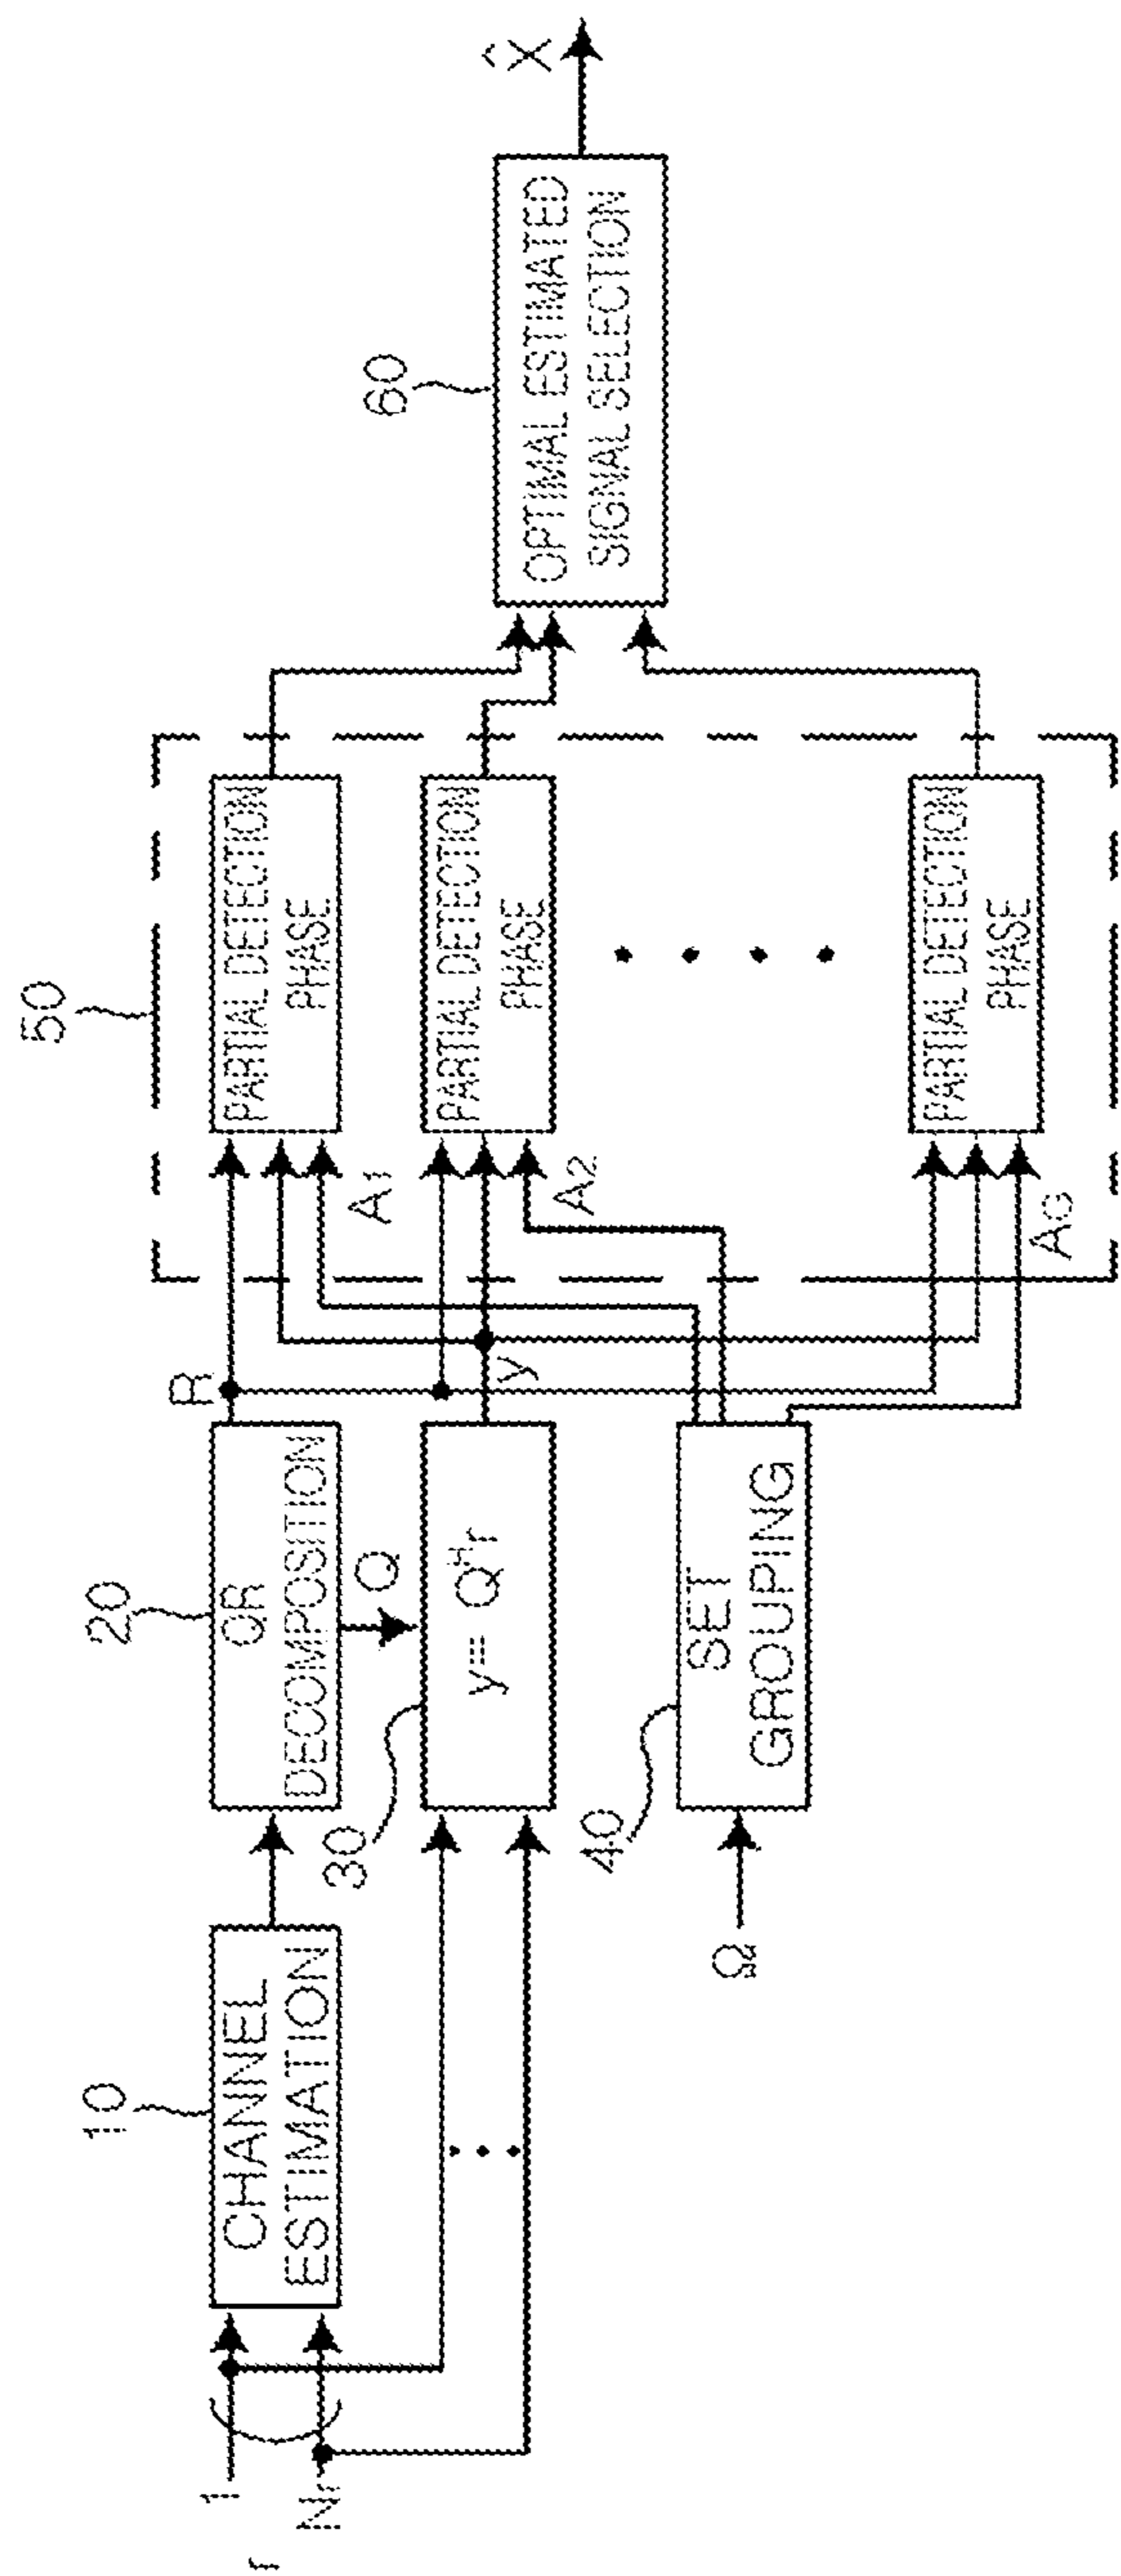 r
1
Nr
10
CHANNEL
ESTIMATION
20
QR
DECOMPOSITION
R
Q
30
y= Qᴴr
y
40
SET
GROUPING
Ω
50
PARTIAL DETECTION
PHASE
A1
PARTIAL DETECTION
PHASE
A2
PARTIAL DETECTION
PHASE
AG
60
OPTIMAL ESTIMATED
SIGNAL SELECTION
X̂